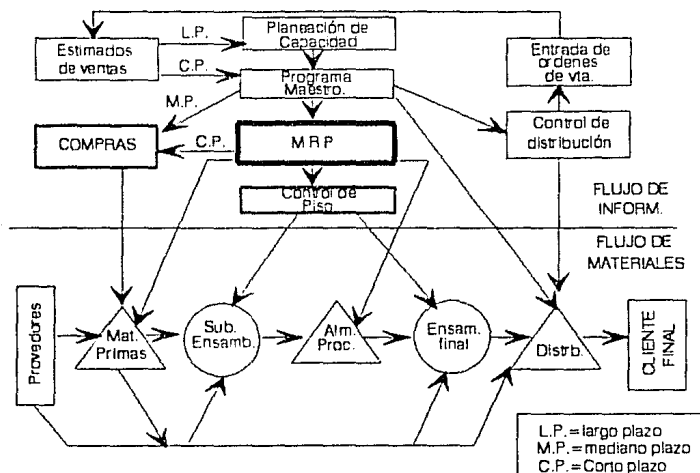 L.P.
Planeación de
Capacidad
Estimados
de ventas
C.P.
Programa
Maestro.
Entrada de
ordenes
de vta.
M.P.
COMPRAS
C.P.
M R P
Control de
distribución
Control de
Piso
FLUJO DE
INFORM.
FLUJO DE
MATERIALES
Provedores
Mat.
Primas
Sub.
Ensamb.
Alm.
Proc.
Ensam.
final
Distrb.
CLIENTE
FINAL
L.P.=largo plazo
M.P.=mediano plazo
C.P.=Corto plazo